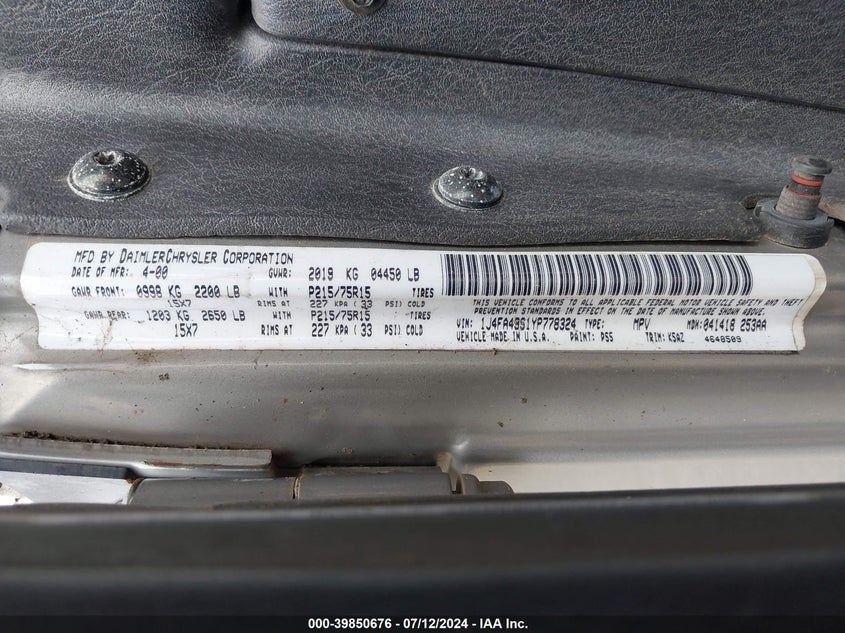 MFD BY DAIMLERCHRYSLER CORPORATION
DATE OF MFR: 4-00 GVWR: 2019 KG 04450 LB
GAWR FRONT: 0998 KG 2200 LB WITH P215/75R15 TIRES
15X7 RIMS AT 227 KPA ( 33 PSI) COLD
GAWR REAR: 1203 KG 2650 LB WITH P215/75R15 TIRES
15X7 RIMS AT 227 KPA ( 33 PSI) COLD
THIS VEHICLE CONFORMS TO ALL APPLICABLE FEDERAL MOTOR VEHICLE SAFETY AND THEFT
PREVENTION STANDARDS IN EFFECT ON THE DATE OF MANUFACTURE SHOWN ABOVE.
VIN: 1J4FA49S1YP778324 TYPE: MPV MDH:041418 253AA
VEHICLE MADE IN U.S.A. PAINT: PS5 TRIM: K5AZ 4648509
000-39850676 - 07/12/2024 - IAA Inc.